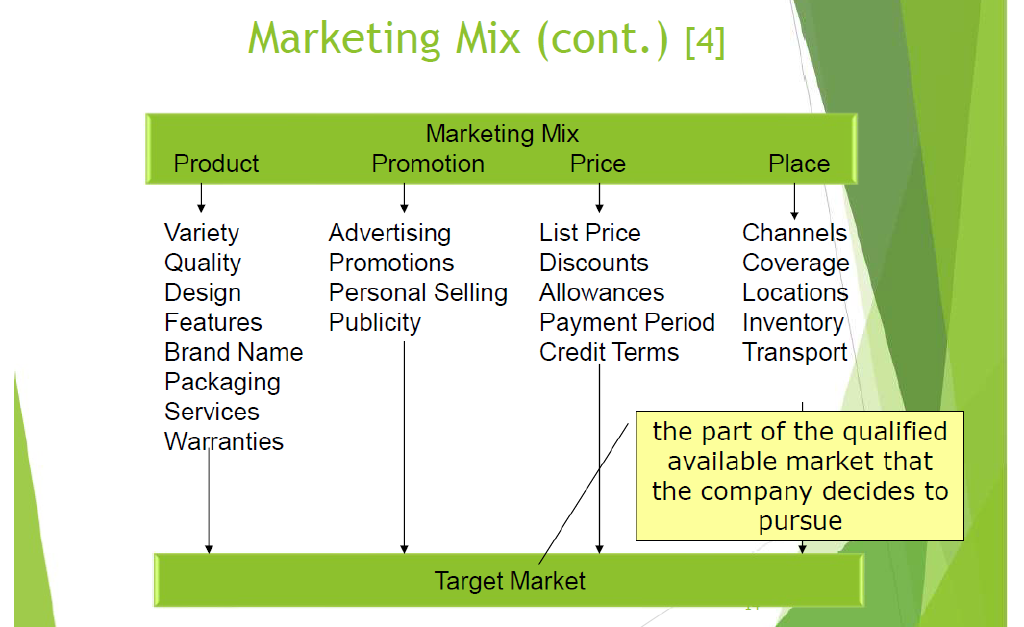 Marketing Mix (cont.) [4]
Marketing Mix
Product Promotion Price Place
Variety
Quality
Design
Features
Brand Name
Packaging
Services
Warranties
Advertising
Promotions
Personal Selling
Publicity
List Price
Discounts
Allowances
Payment Period
Credit Terms
Channels
Coverage
Locations
Inventory
Transport
the part of the qualified
available market that
the company decides to
pursue
Target Market